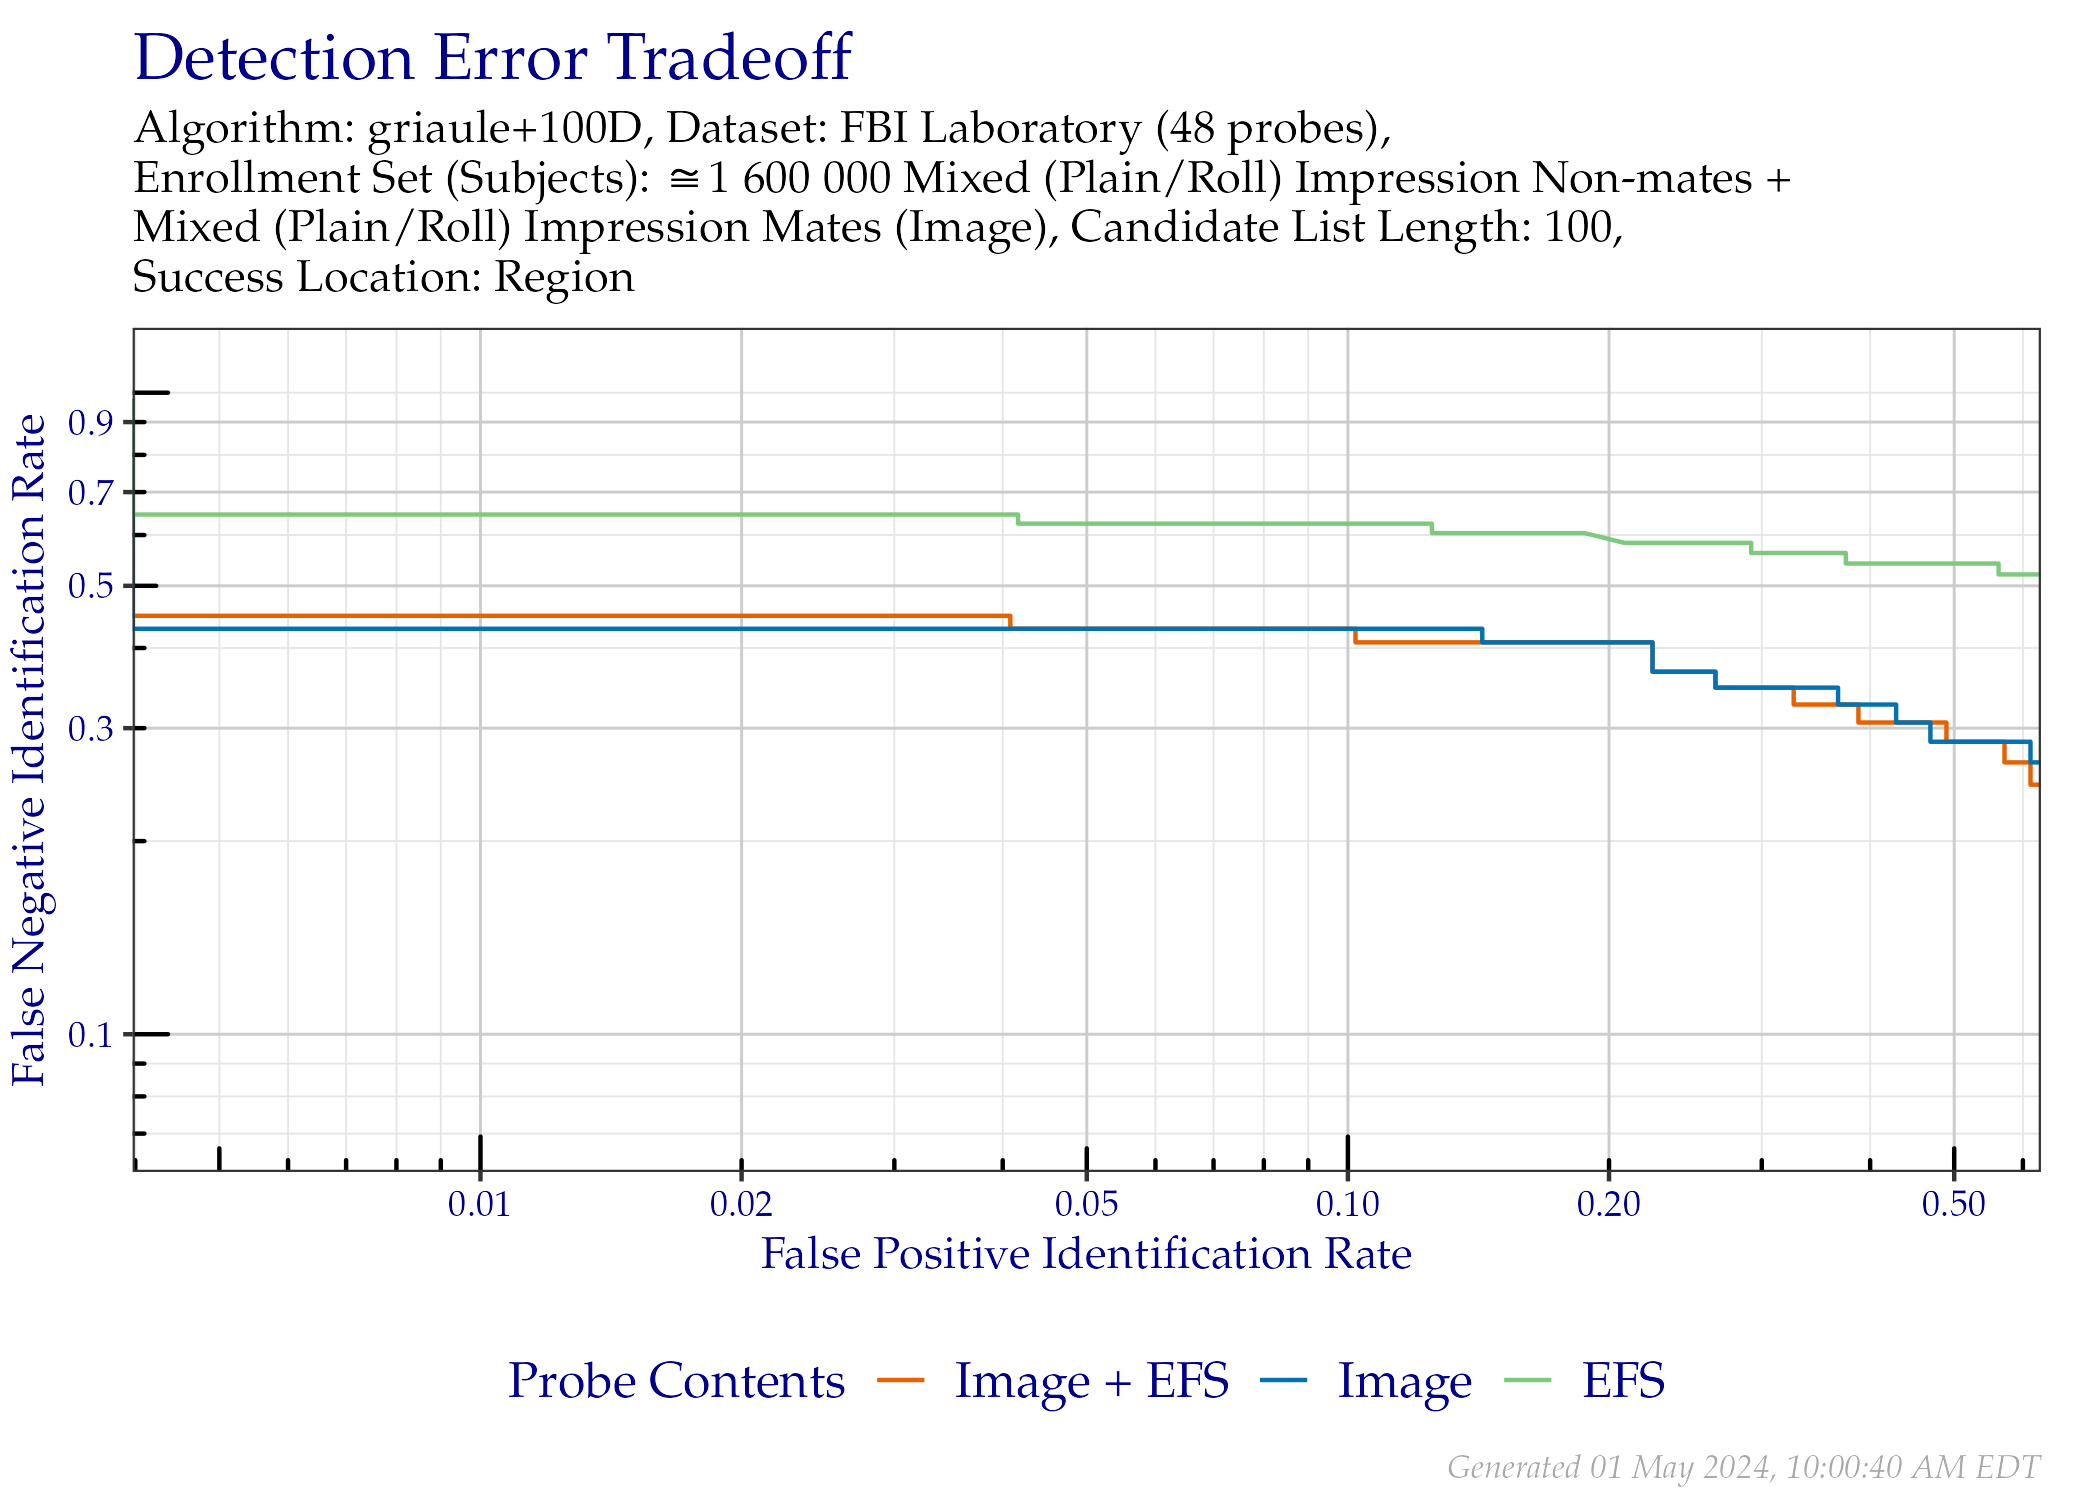 Detection Error Tradeoff
Algorithm: griaule+100D, Dataset: FBI Laboratory (48 probes),
Enrollment Set (Subjects): ≅1 600 000 Mixed (Plain/Roll) Impression Non-mates +
Mixed (Plain/Roll) Impression Mates (Image), Candidate List Length: 100,
Success Location: Region
False Negative Identification Rate
0.9
0.7
0.5
0.3
0.1
0.01 0.02 0.05 0.10 0.20 0.50
False Positive Identification Rate
Probe Contents Image + EFS Image EFS
Generated 01 May 2024, 10:00:40 AM EDT